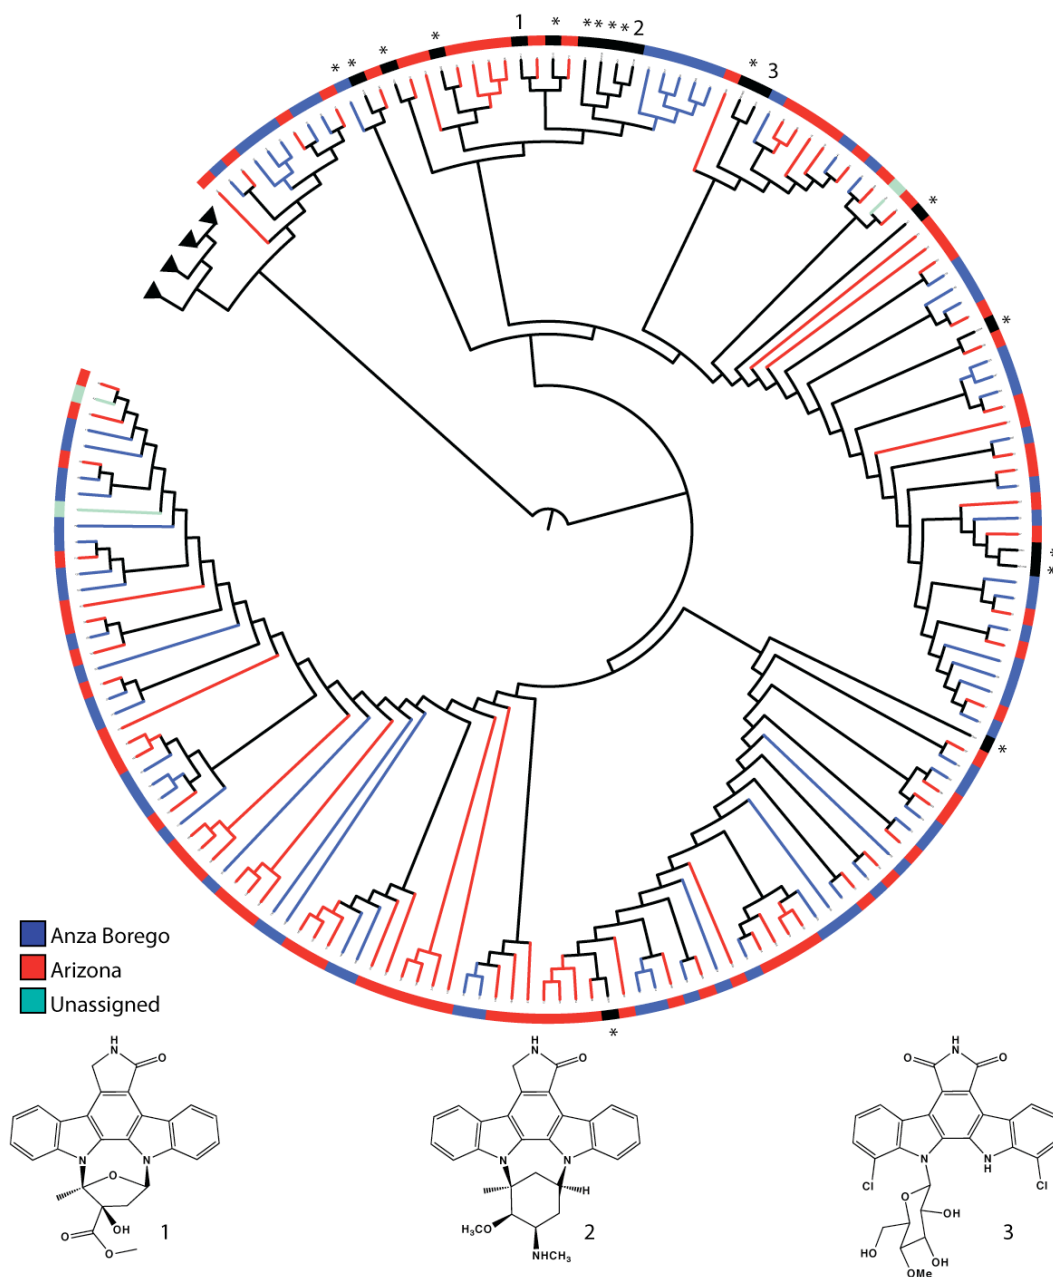 1
*
* * * *
2
*
*
* *
*
3
*
*
*
*
*
*
Anza Borego
Arizona
Unassigned
H
N
O
N
N
O
OH
O
O
1
H
N
O
N
N
H
H₃CO
NHCH₃
2
H
O
N
O
N
N
H
Cl
Cl
O
OH
HO
OH
OMe
3